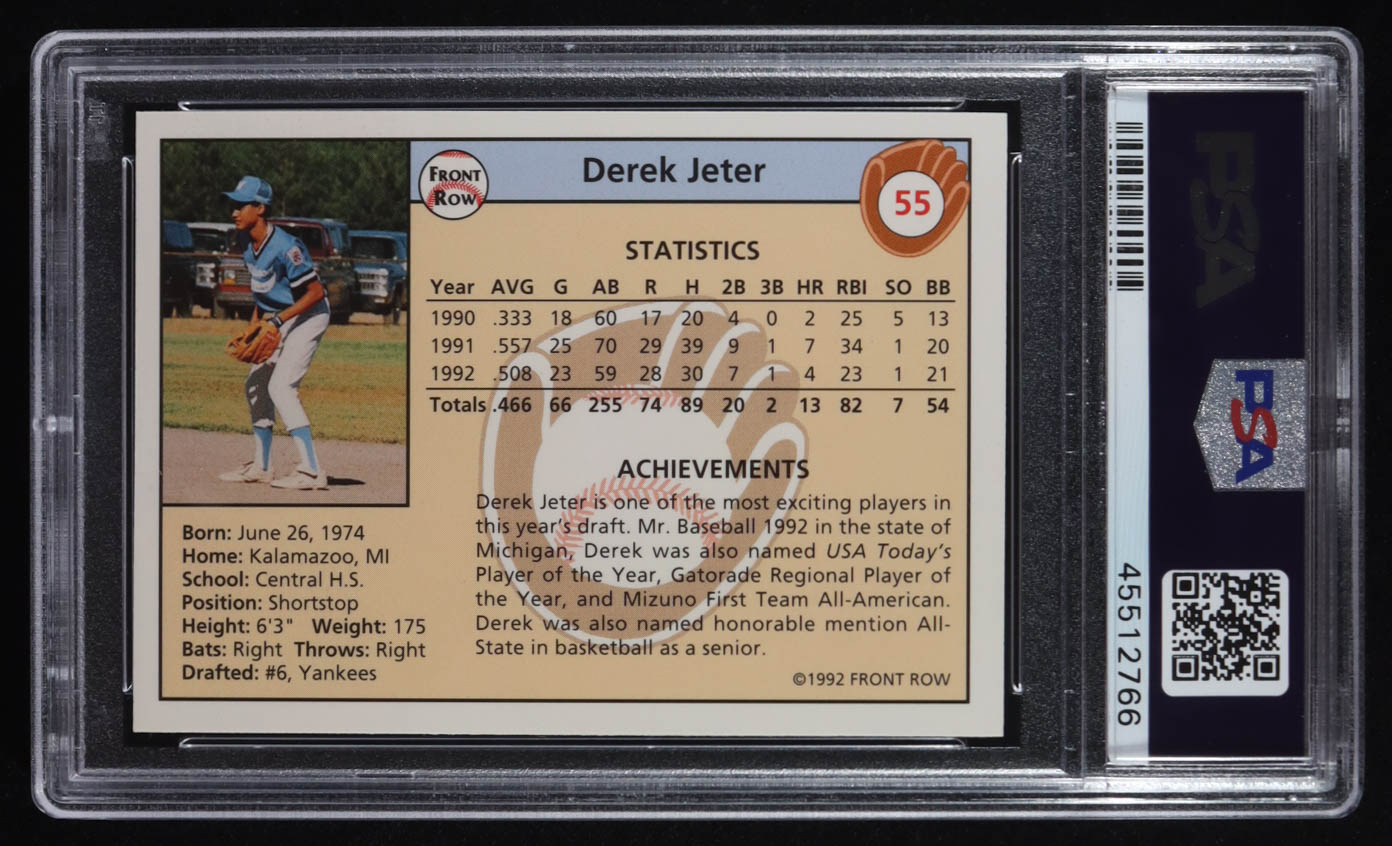 FRONT
ROW
Derek Jeter
55
STATISTICS
Year AVG G AB R H 2B 3B HR RBI SO BB
1990 .333 18 60 17 20 4 0 2 25 5 13
1991 .557 25 70 29 39 9 1 7 34 1 20
1992 .508 23 59 28 30 7 1 4 23 1 21
Totals .466 66 255 74 89 20 2 13 82 7 54
ACHIEVEMENTS
Derek Jeter is one of the most exciting players in
this year's draft. Mr. Baseball 1992 in the state of
Michigan, Derek was also named USA Today's
Player of the Year, Gatorade Regional Player of
the Year, and Mizuno First Team All-American.
Derek was also named honorable mention All-
State in basketball as a senior.
©1992 FRONT ROW
Born: June 26, 1974
Home: Kalamazoo, MI
School: Central H.S.
Position: Shortstop
Height: 6'3" Weight: 175
Bats: Right Throws: Right
Drafted: #6, Yankees
PSA
PSA
45512766